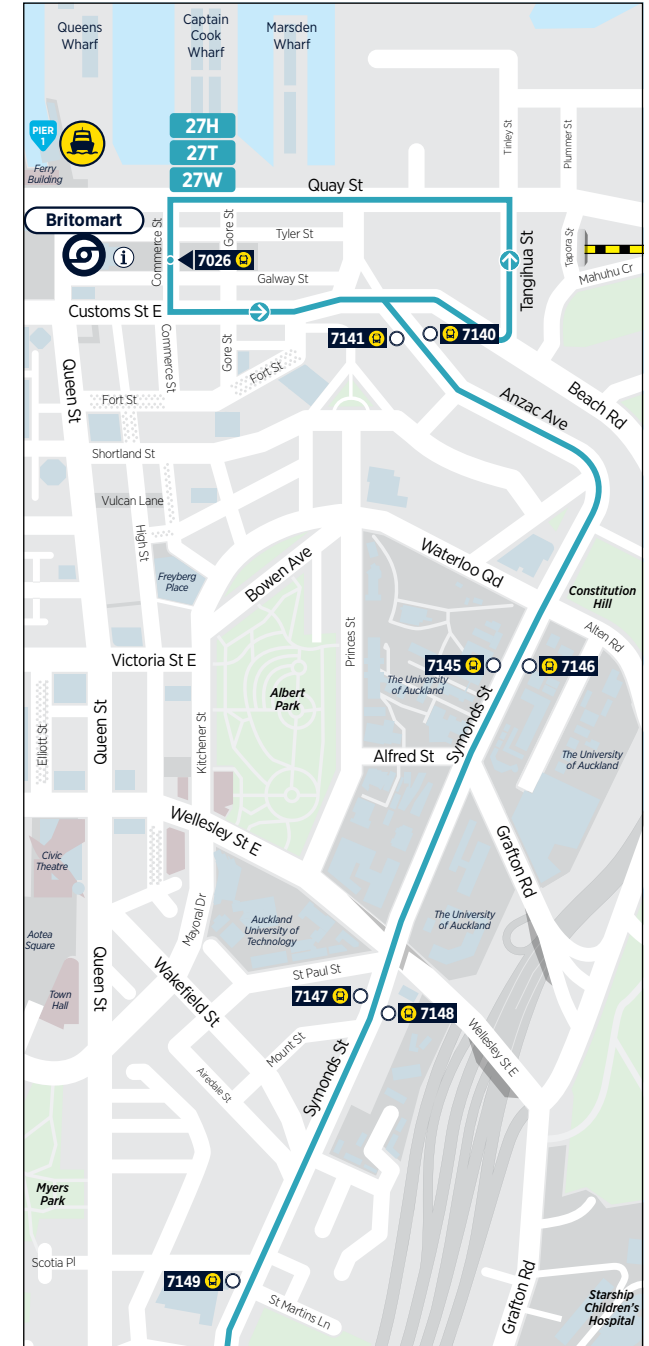 Queens
Wharf
Captain
Cook
Wharf
Marsden
Wharf
PIER
1
Ferry
Building
27H
27T
27W
Quay St
Tinley St
Plummer St
Britomart
i
Commerce St
Gore St
Tyler St
7026
Galway St
Tangihua St
Tapora St
Mahuhu Cr
Customs St E
7141
7140
Commerce St
Gore St
Fort St
Queen St
Fort St
Anzac Ave
Beach Rd
Shortland St
Vulcan Lane
High St
Freyberg
Place
Bowen Ave
Waterloo Qd
Constitution
Hill
Alten Rd
Princes St
Victoria St E
7145
7146
The University
of Auckland
Symonds St
Albert
Park
Elliott St
Queen St
Kitchener St
Alfred St
The University
of Auckland
Wellesley St E
Grafton Rd
Civic
Theatre
Mayoral Dr
Auckland
University of
Technology
The University
of Auckland
Aotea
Square
Queen St
Wakefield St
St Paul St
Town
Hall
7147
7148
Mount St
Symonds St
Wellesley St E
Airedale St
Myers
Park
Scotia Pl
7149
St Martins Ln
Grafton Rd
Starship
Children's
Hospital